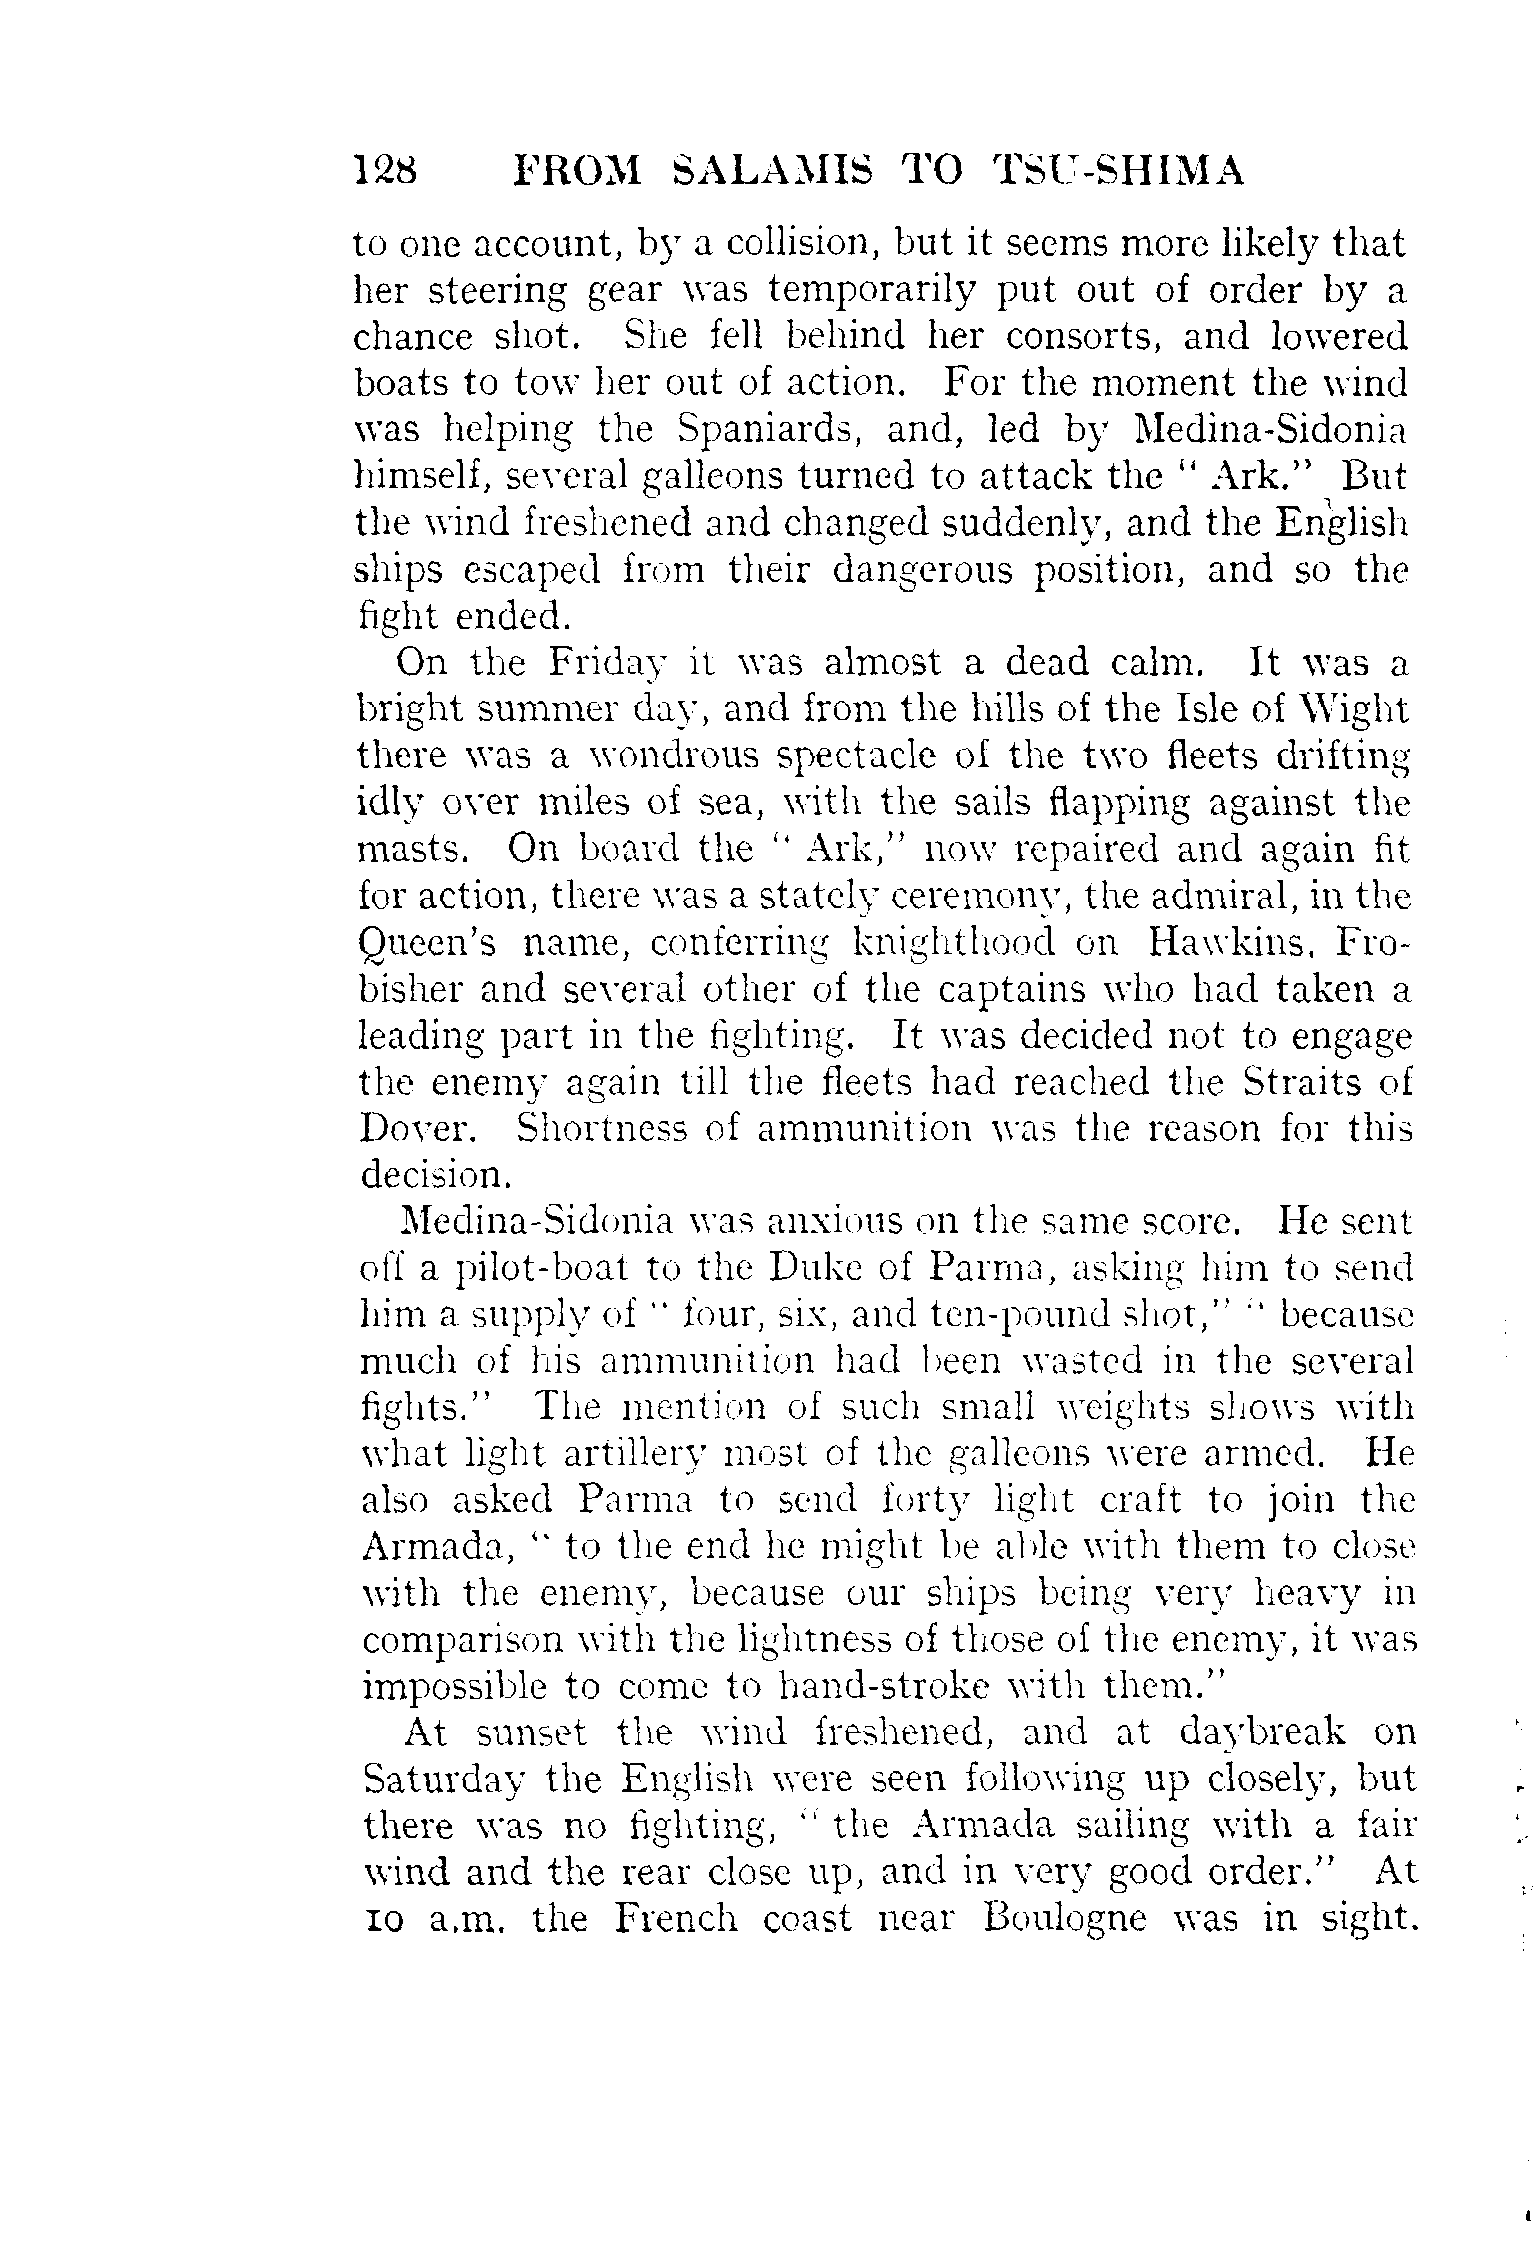 128 FROM SALAMIS TO TSU-SHIMA
to one account, by a collision, but it seems more likely that
her steering gear was temporarily put out of order by a
chance shot. She fell behind her consorts, and lowered
boats to tow her out of action. For the moment the wind
was helping the Spaniards, and, led by Medina-Sidonia
himself, several galleons turned to attack the " Ark." But
the wind freshened and changed suddenly, and the English
ships escaped from their dangerous position, and so the
fight ended.
On the Friday it was almost a dead calm. It was a
bright summer day, and from the hills of the Isle of Wight
there was a wondrous spectacle of the two fleets drifting
idly over miles of sea, with the sails flapping against the
masts. On board the " Ark," now repaired and again fit
for action, there was a stately ceremony, the admiral, in the
Queen's name, conferring knighthood on Hawkins, Fro-
bisher and several other of the captains who had taken a
leading part in the fighting. It was decided not to engage
the enemy again till the fleets had reached the Straits of
Dover. Shortness of ammunition was the reason for this
decision.
Medina-Sidonia was anxious on the same score. He sent
off a pilot-boat to the Duke of Parma, asking him to send
him a supply of " four, six, and ten-pound shot," " because
much of his ammunition had been wasted in the several
fights." The mention of such small weights shows with
what light artillery most of the galleons were armed. He
also asked Parma to send forty light craft to join the
Armada, " to the end he might be able with them to close
with the enemy, because our ships being very heavy in
comparison with the lightness of those of the enemy, it was
impossible to come to hand-stroke with them."
At sunset the wind freshened, and at daybreak on
Saturday the English were seen following up closely, but
there was no fighting, " the Armada sailing with a fair
wind and the rear close up, and in very good order." At
10 a.m. the French coast near Boulogne was in sight.